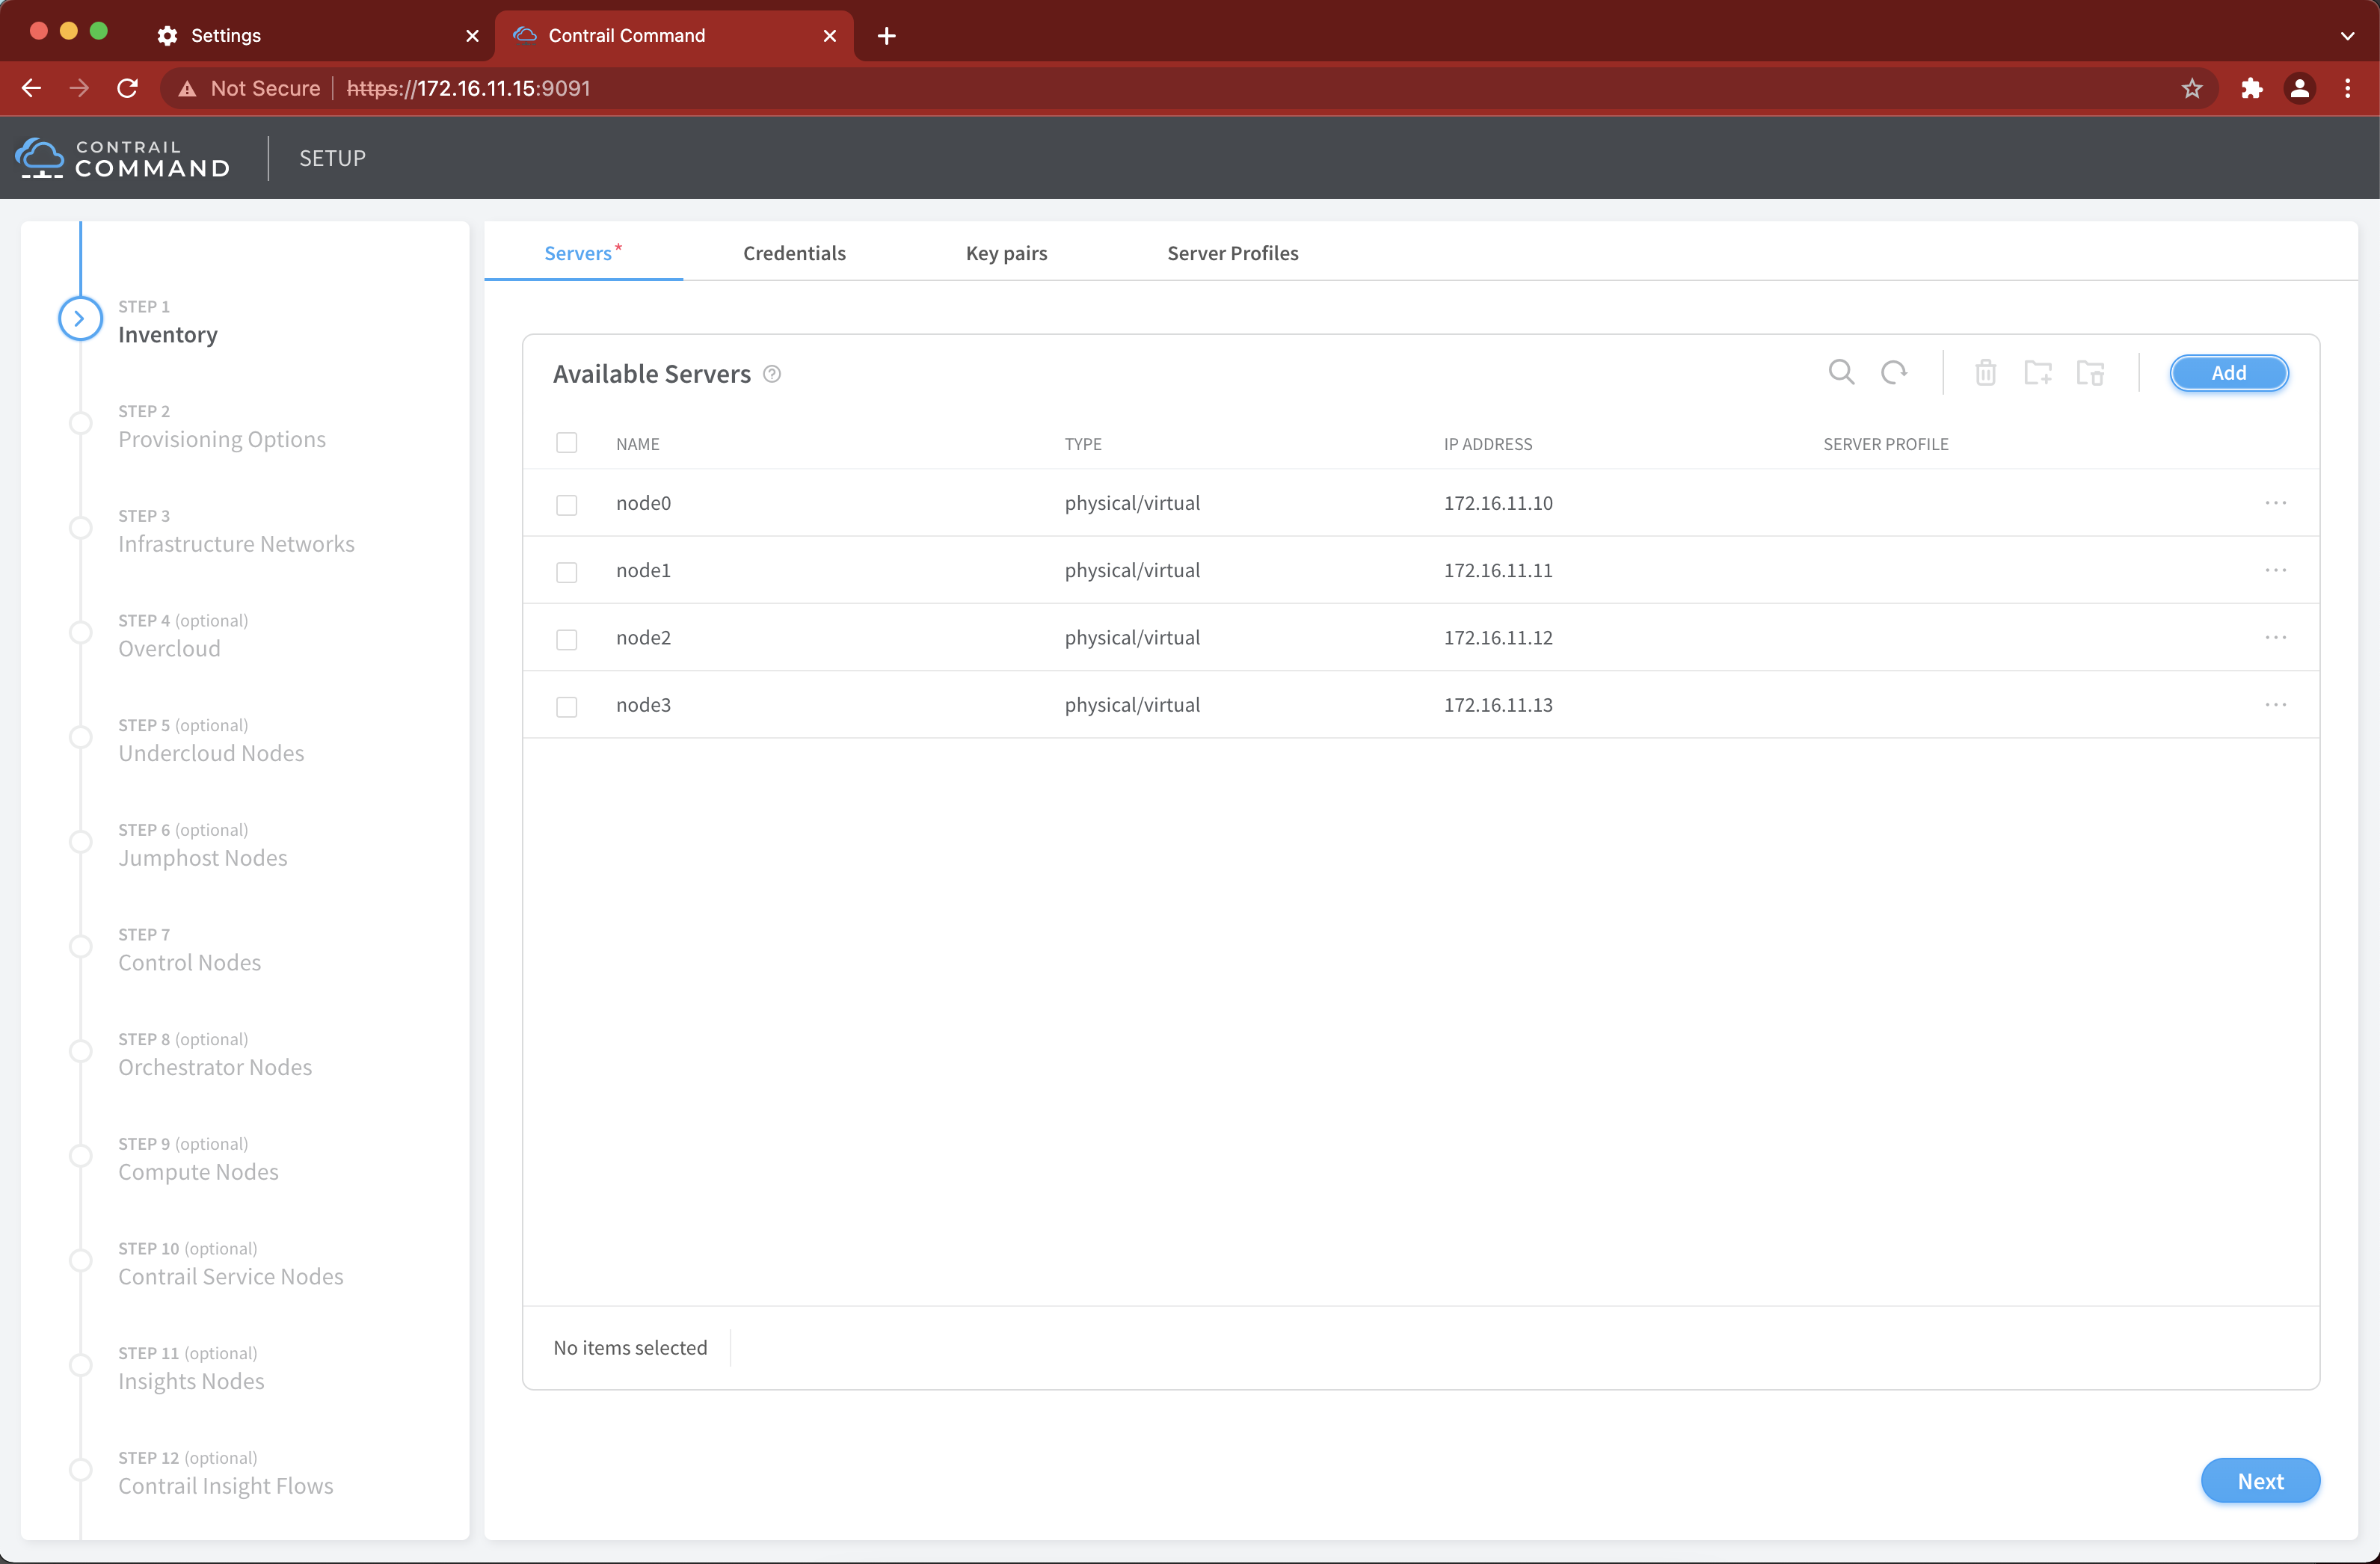 Settings
Contrail Command
Not Secure
https://172.16.11.15:9091
CONTRAIL
COMMAND
SETUP
STEP 1
Inventory
STEP 2
Provisioning Options
STEP 3
Infrastructure Networks
STEP 4 (optional)
Overcloud
STEP 5 (optional)
Undercloud Nodes
STEP 6 (optional)
Jumphost Nodes
STEP 7
Control Nodes
STEP 8 (optional)
Orchestrator Nodes
STEP 9 (optional)
Compute Nodes
STEP 10 (optional)
Contrail Service Nodes
STEP 11 (optional)
Insights Nodes
STEP 12 (optional)
Contrail Insight Flows
Servers* Credentials Key pairs Server Profiles
Available Servers ?
Add
NAME TYPE IP ADDRESS SERVER PROFILE
node0 physical/virtual 172.16.11.10 ...
node1 physical/virtual 172.16.11.11 ...
node2 physical/virtual 172.16.11.12 ...
node3 physical/virtual 172.16.11.13 ...
No items selected
Next